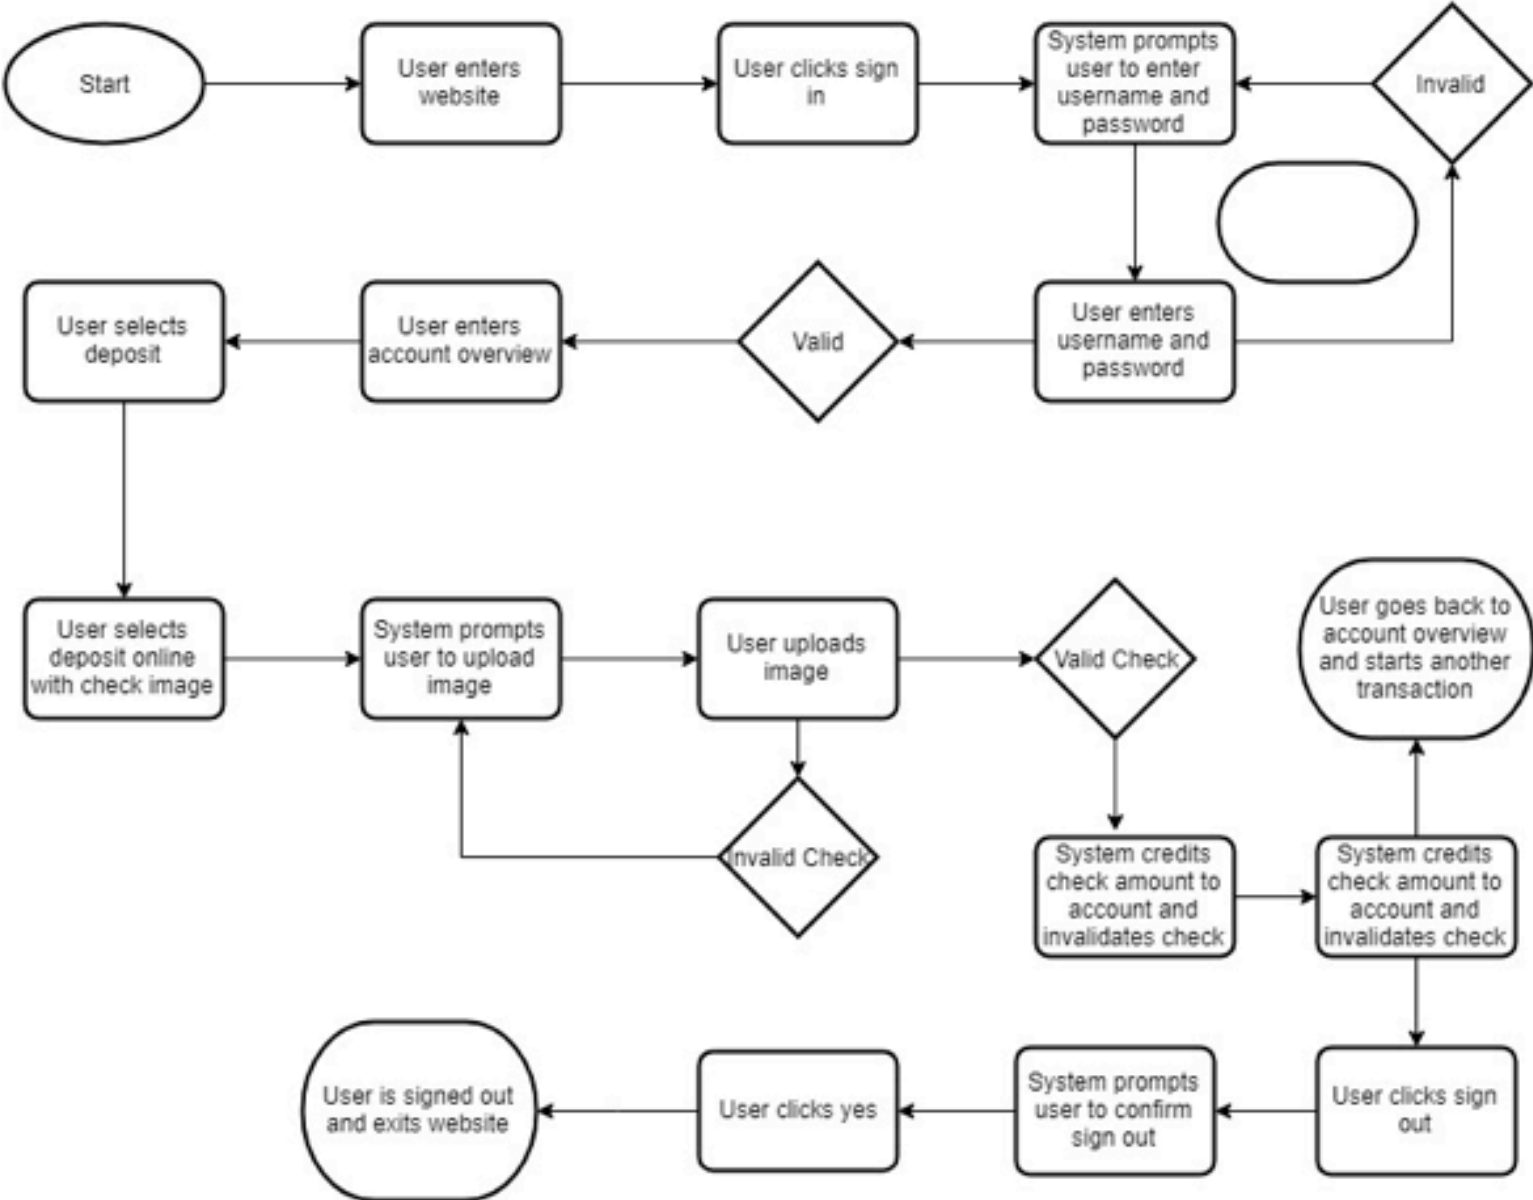 Start
User enters
website
User clicks sign
in
System prompts
user to enter
username and
password
Invalid
User selects
deposit
User enters
account overview
Valid
User enters
username and
password
User selects
deposit online
with check image
System prompts
user to upload
image
User uploads
image
Valid Check
User goes back to
account overview
and starts another
transaction
Invalid Check
System credits
check amount to
account and
invalidates check
System credits
check amount to
account and
invalidates check
User is signed out
and exits website
User clicks yes
System prompts
user to confirm
sign out
User clicks sign
out